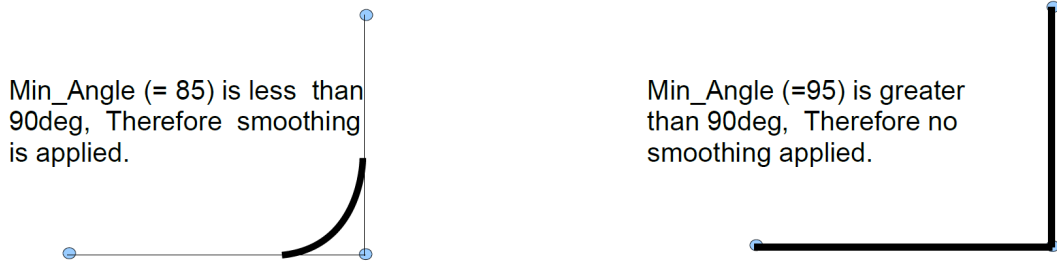 Min_Angle (= 85) is less than
90deg, Therefore smoothing
is applied.
Min_Angle (=95) is greater
than 90deg, Therefore no
smoothing applied.